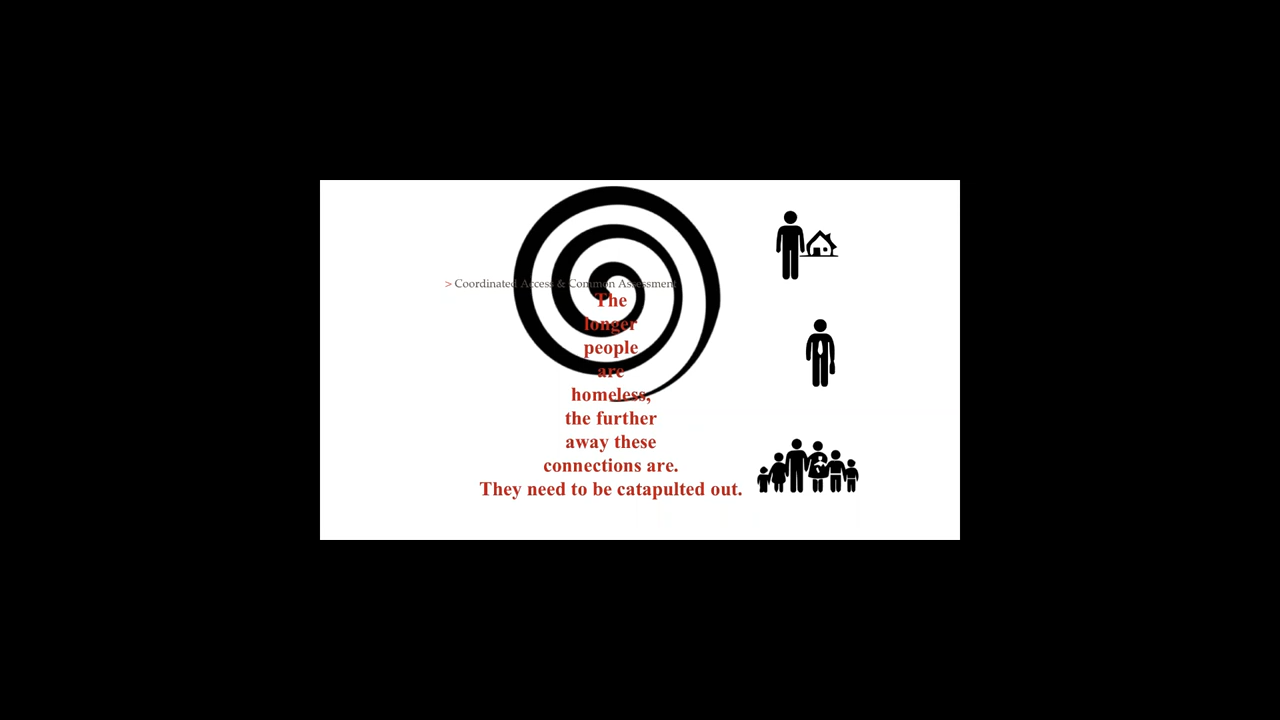 > Coordinated Access & Common Assessment
The
longer
people
are
homeless,
the further
away these
connections are.
They need to be catapulted out.